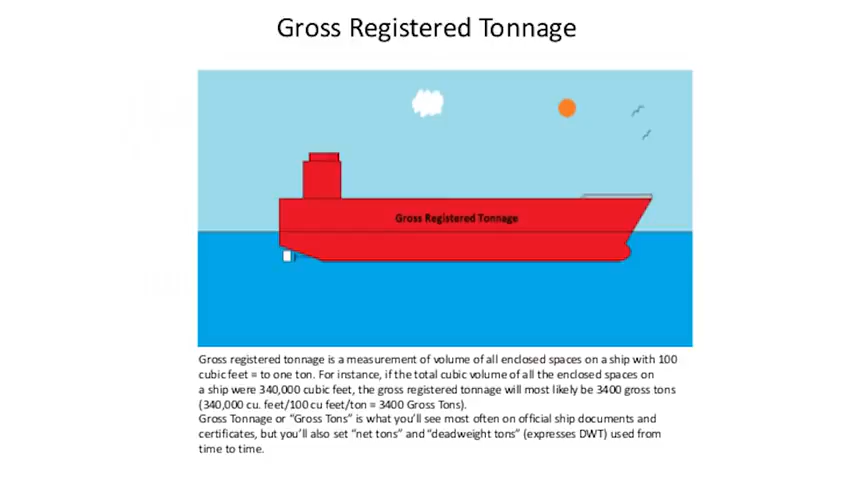 Gross Registered Tonnage
Gross Registered Tonnage
Gross registered tonnage is a measurement of volume of all enclosed spaces on a ship with 100
cubic feet = to one ton. For instance, if the total cubic volume of all the enclosed spaces on
a ship were 340,000 cubic feet, the gross registered tonnage will most likely be 3400 gross tons
(340,000 cu. feet/100 cu feet/ton = 3400 Gross Tons).
Gross Tonnage or “Gross Tons” is what you’ll see most often on official ship documents and
certificates, but you’ll also set “net tons” and “deadweight tons” (expresses DWT) used from
time to time.